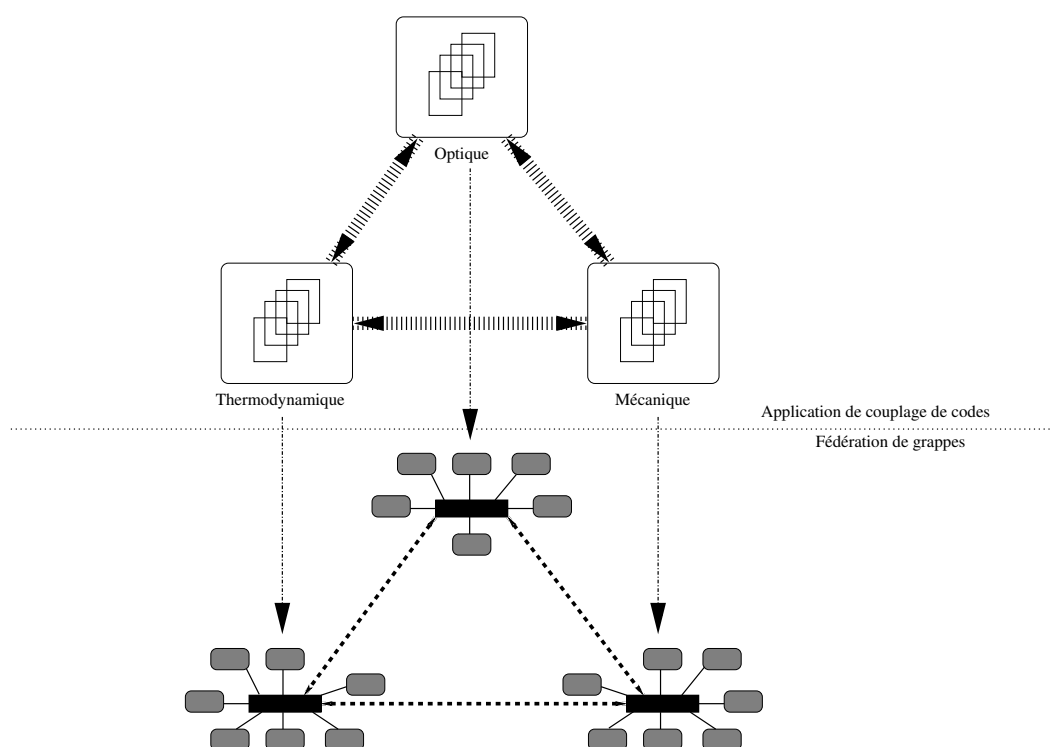 Optique
Thermodynamique
Mécanique
Application de couplage de codes
Fédération de grappes